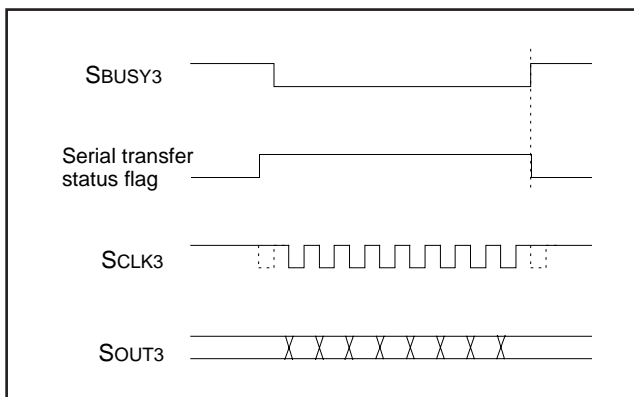 SBUSY3
Serial transfer
status flag
SCLK3
SOUT3